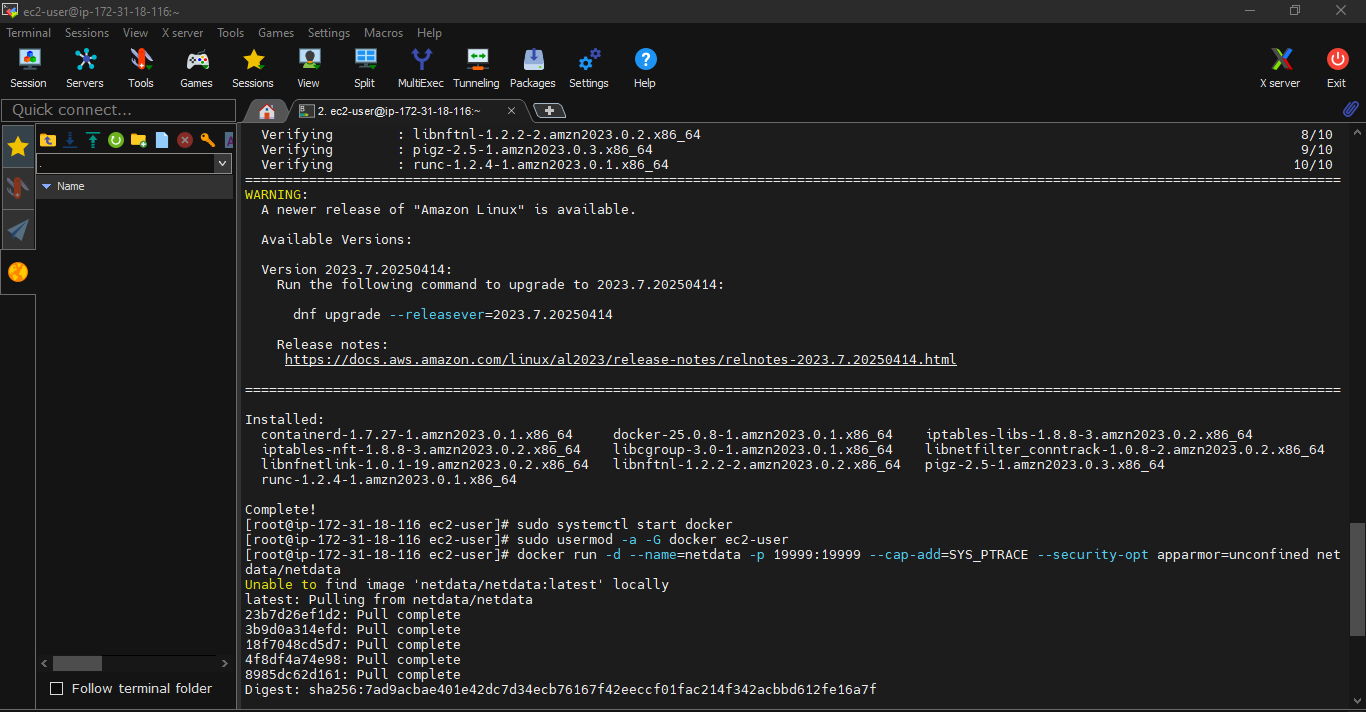 ec2-user@ip-172-31-18-116:~
Terminal Sessions View X server Tools Games Settings Macros Help
Session Servers Tools Games Sessions View Split MultiExec Tunneling Packages Settings Help X server Exit
Quick connect...
2. ec2-user@ip-172-31-18-116:~
Name
Follow terminal folder
Verifying : libnftnl-1.2.2-2.amzn2023.0.2.x86_64 8/10
Verifying : pigz-2.5-1.amzn2023.0.3.x86_64 9/10
Verifying : runc-1.2.4-1.amzn2023.0.1.x86_64 10/10
WARNING:
A newer release of "Amazon Linux" is available.
Available Versions:
Version 2023.7.20250414:
Run the following command to upgrade to 2023.7.20250414:
dnf upgrade --releasever=2023.7.20250414
Release notes:
https://docs.aws.amazon.com/linux/al2023/release-notes/relnotes-2023.7.20250414.html
Installed:
containerd-1.7.27-1.amzn2023.0.1.x86_64 docker-25.0.8-1.amzn2023.0.1.x86_64 iptables-libs-1.8.8-3.amzn2023.0.2.x86_64
iptables-nft-1.8.8-3.amzn2023.0.2.x86_64 libcgroup-3.0-1.amzn2023.0.1.x86_64 libnetfilter_conntrack-1.0.8-2.amzn2023.0.2.x86_64
libnfnetlink-1.0.1-19.amzn2023.0.2.x86_64 libnftnl-1.2.2-2.amzn2023.0.2.x86_64 pigz-2.5-1.amzn2023.0.3.x86_64
runc-1.2.4-1.amzn2023.0.1.x86_64
Complete!
[root@ip-172-31-18-116 ec2-user]# sudo systemctl start docker
[root@ip-172-31-18-116 ec2-user]# sudo usermod -a -G docker ec2-user
[root@ip-172-31-18-116 ec2-user]# docker run -d --name=netdata -p 19999:19999 --cap-add=SYS_PTRACE --security-opt apparmor=unconfined net
data/netdata
Unable to find image 'netdata/netdata:latest' locally
latest: Pulling from netdata/netdata
23b7d26ef1d2: Pull complete
3b9d0a314efd: Pull complete
18f7048cd5d7: Pull complete
4f8df4a74e98: Pull complete
8985dc62d161: Pull complete
Digest: sha256:7ad9acbae401e42dc7d34ecb76167f42eeccf01fac214f342acbbd612fe16a7f